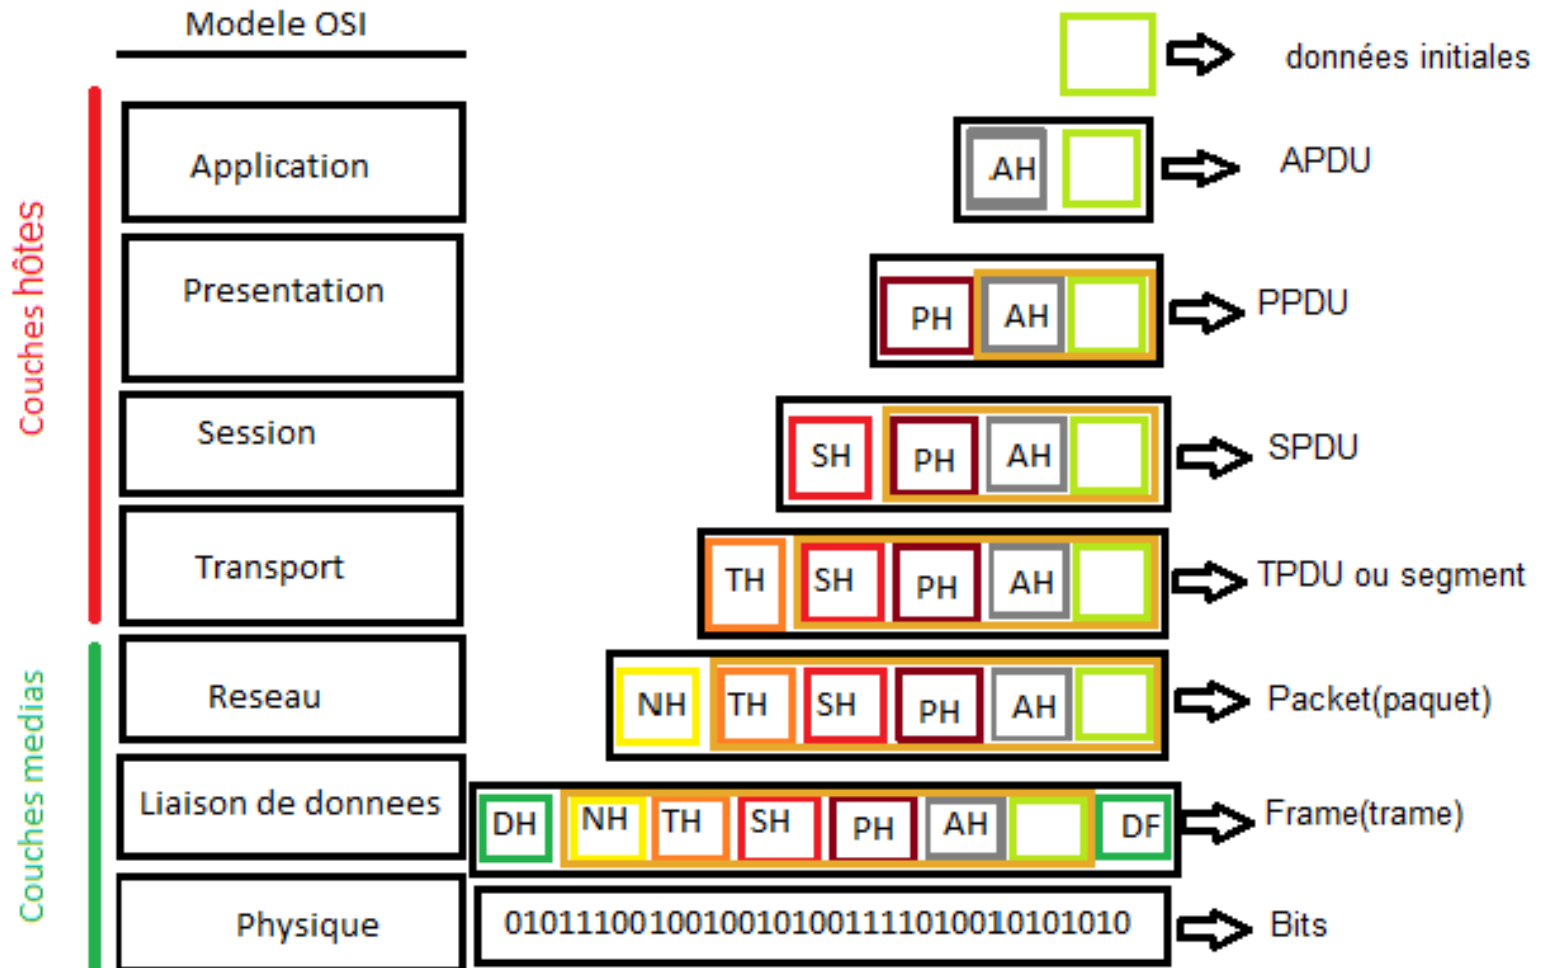 Modele OSI
données initiales
Couches hôtes
Application
AH
APDU
Presentation
PH AH
PPDU
Session
SH PH AH
SPDU
Transport
TH SH PH AH
TPDU ou segment
Couches medias
Reseau
NH TH SH PH AH
Packet(paquet)
Liaison de donnees
DH NH TH SH PH AH DF
Frame(trame)
Physique
0101110010010010100111101001010101010
Bits